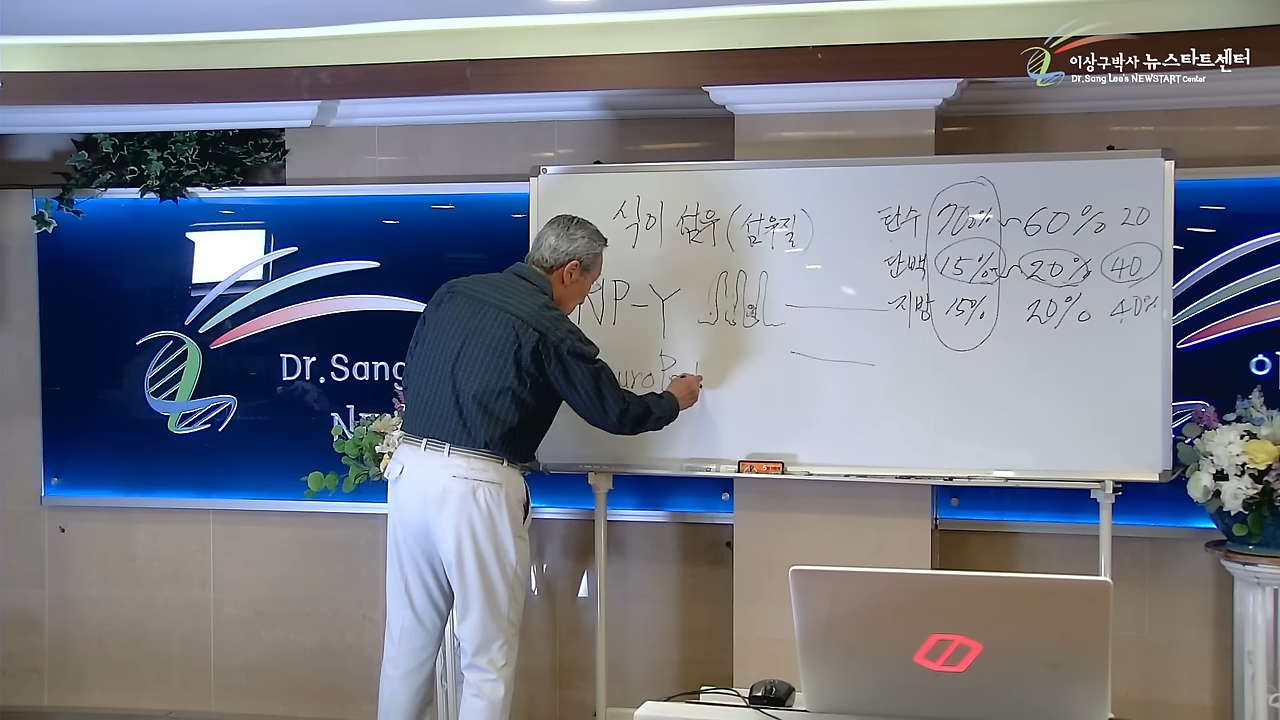 이상구박사 뉴스타트센터
Dr. Sang Lee's NEWSTART Center
식이 섬유 (섬유질)
NP-Y
uroP
단수 70% ~ 60% 20
단백 15% ~ 20% 40
지방 15% 20% 40%
Dr.Sang